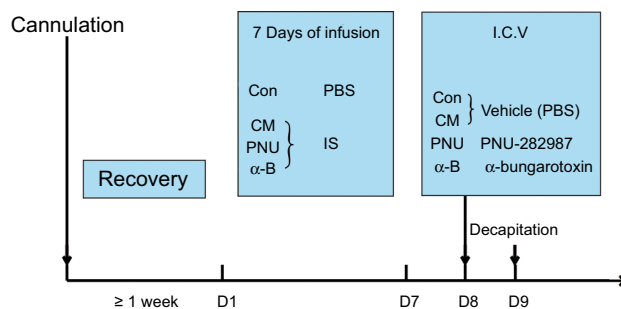 Cannulation
7 Days of infusion
Con PBS
CM
PNU IS
α-B
I.C.V
Con
CM Vehicle (PBS)
PNU PNU-282987
α-B α-bungarotoxin
Recovery
Decapitation
≥ 1 week D1 D7 D8 D9